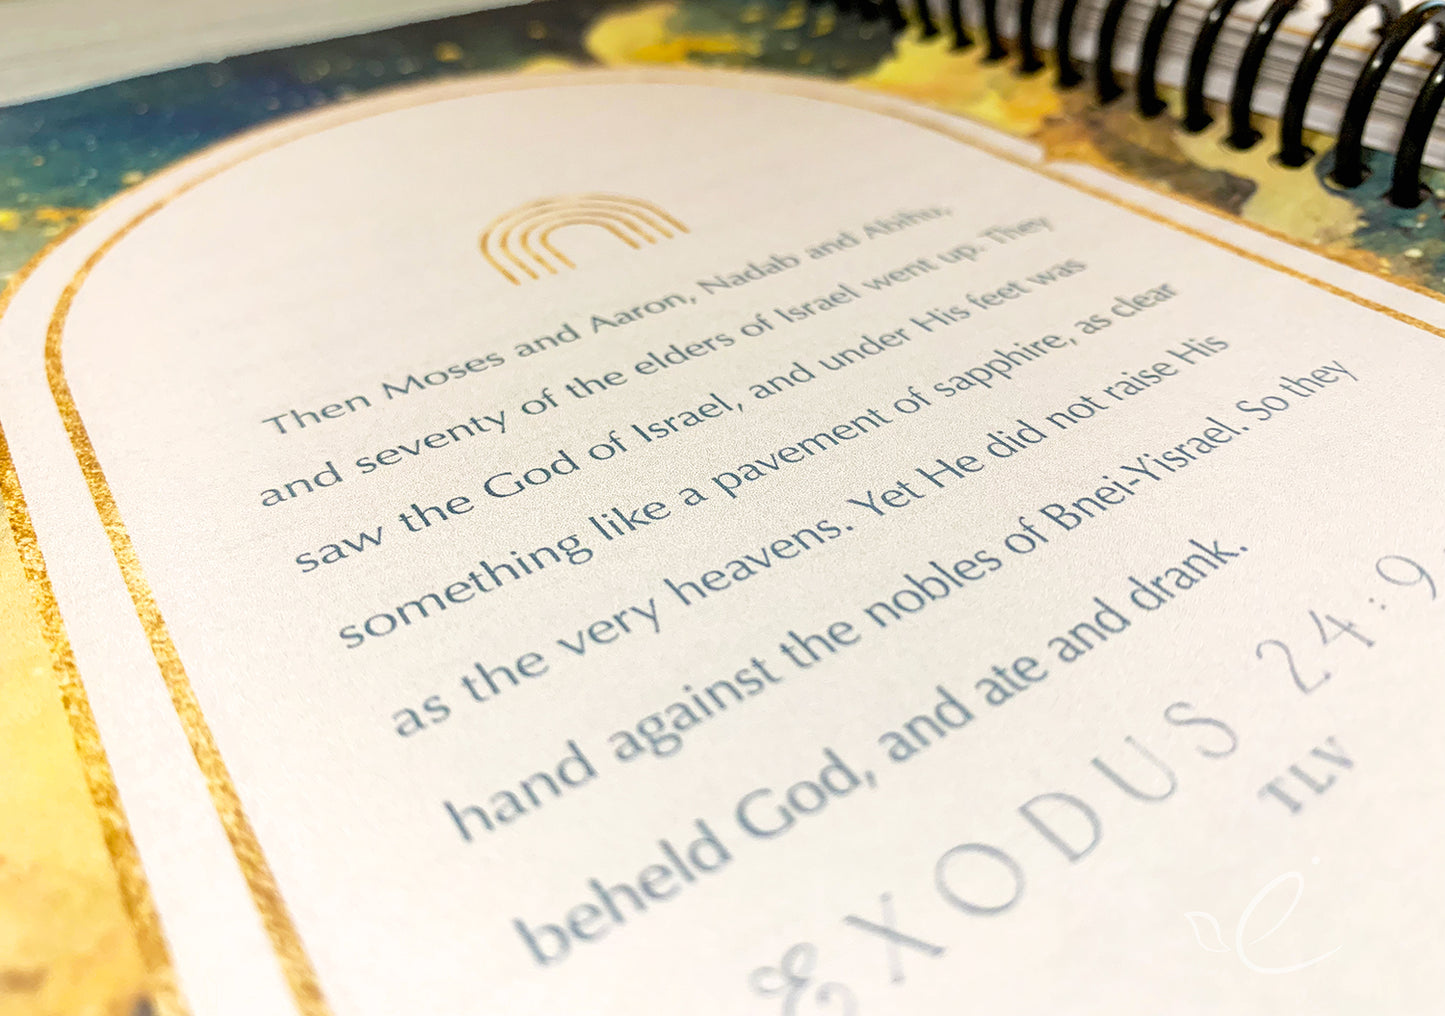 Then Moses and Aaron, Nadab and Abihu,
and seventy of the elders of Israel went up. They
saw the God of Israel, and under His feet was
something like a pavement of sapphire, as clear
as the very heavens. Yet He did not raise His
hand against the nobles of Bnei-Yisrael. So they
beheld God, and ate and drank.
EXODUS 24:9
TLV